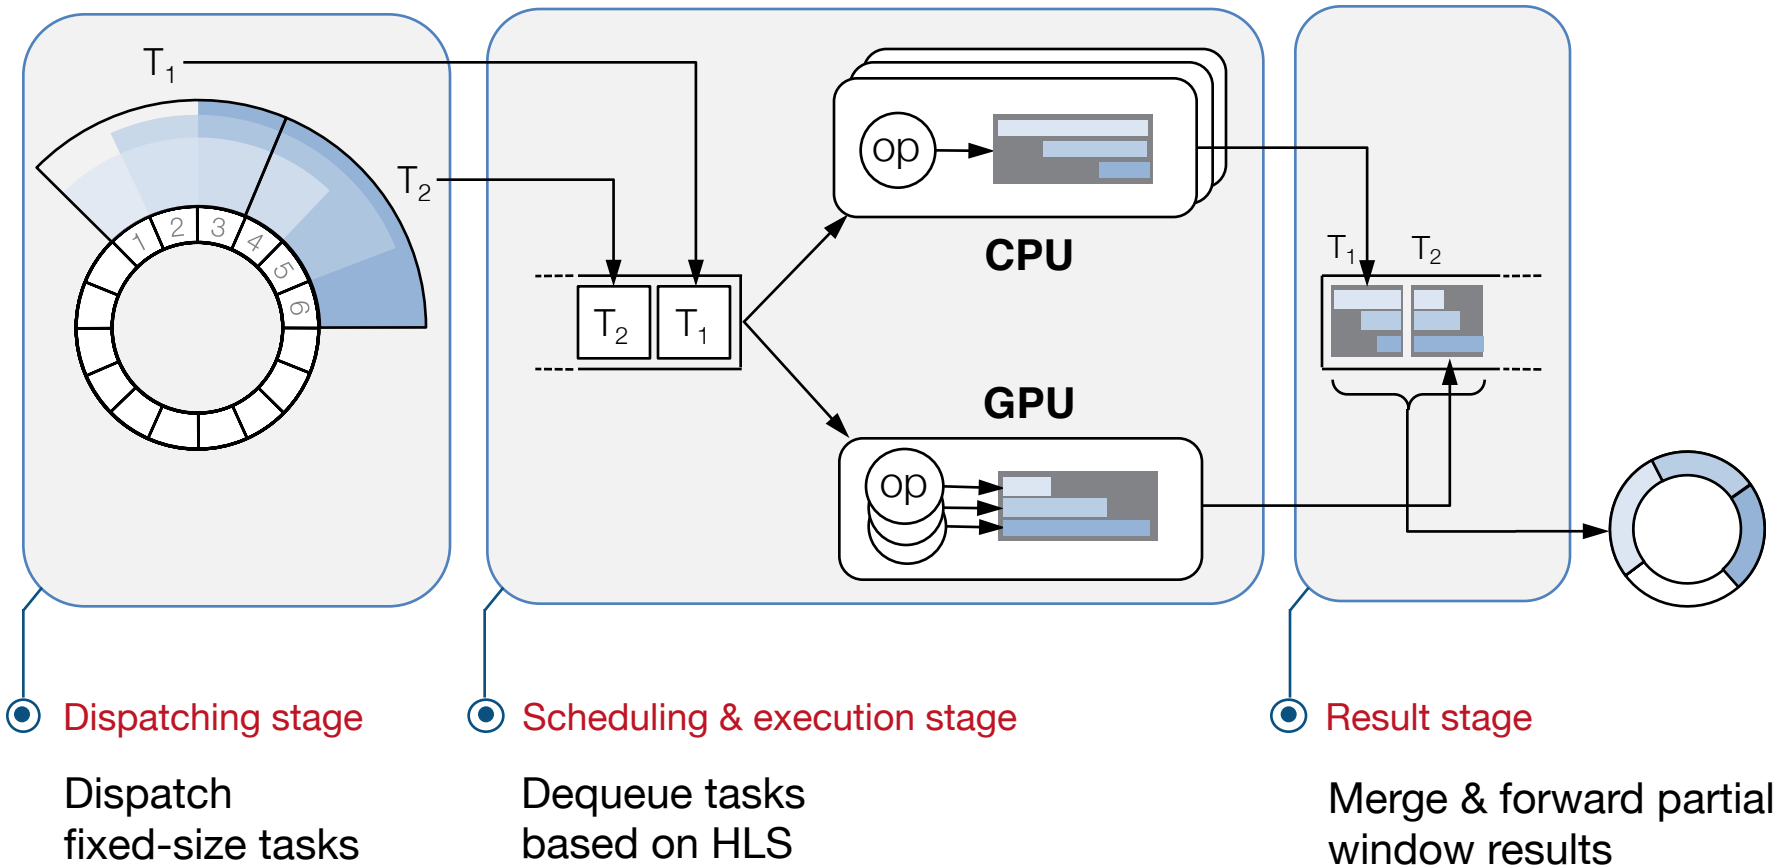 T1
T2
1 2 3 4 5 6
T2 T1
op
CPU
GPU
op
T1 T2
Dispatching stage
Dispatch
fixed-size tasks
Scheduling & execution stage
Dequeue tasks
based on HLS
Result stage
Merge & forward partial
window results